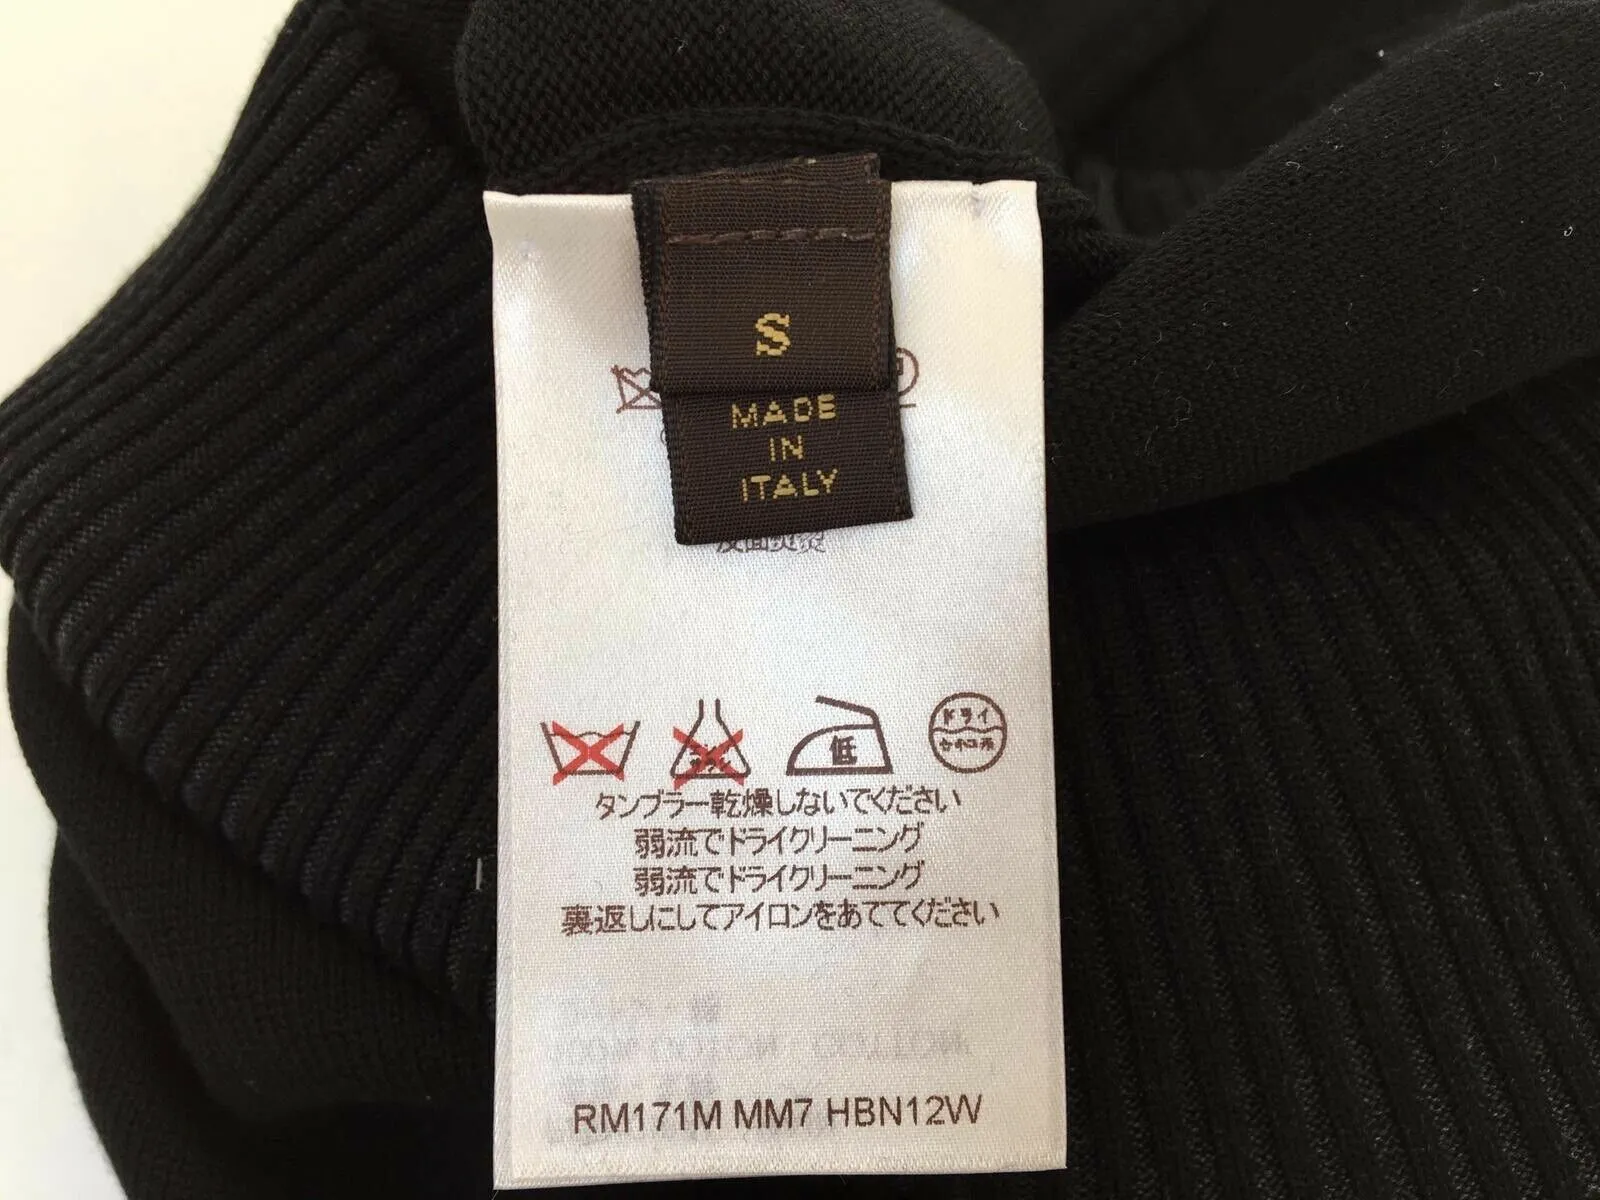 S
MADE
IN
ITALY
低
ドライ
タンブラー乾燥しないでください
弱流でドライクリーニング
弱流でドライクリーニング
裏返しにしてアイロンをあててください
RM171M MM7 HBN12W